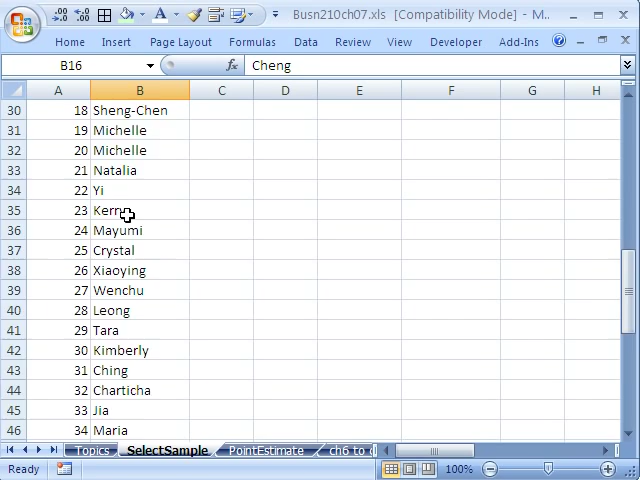 Busn210ch07.xls [Compatibility Mode] - M...
Home Insert Page Layout Formulas Data Review View Developer Add-Ins
B16 fx Cheng
A B C D E F G H
30 18 Sheng-Chen
31 19 Michelle
32 20 Michelle
33 21 Natalia
34 22 Yi
35 23
36 24 Mayumi
37 25 Crystal
38 26 Xiaoying
39 27 Wenchu
40 28 Leong
41 29 Tara
42 30 Kimberly
43 31 Ching
44 32 Charticha
45 33 Jia
46 34 Maria
Topics SelectSample PointEstimate ch6 to
Ready 100%